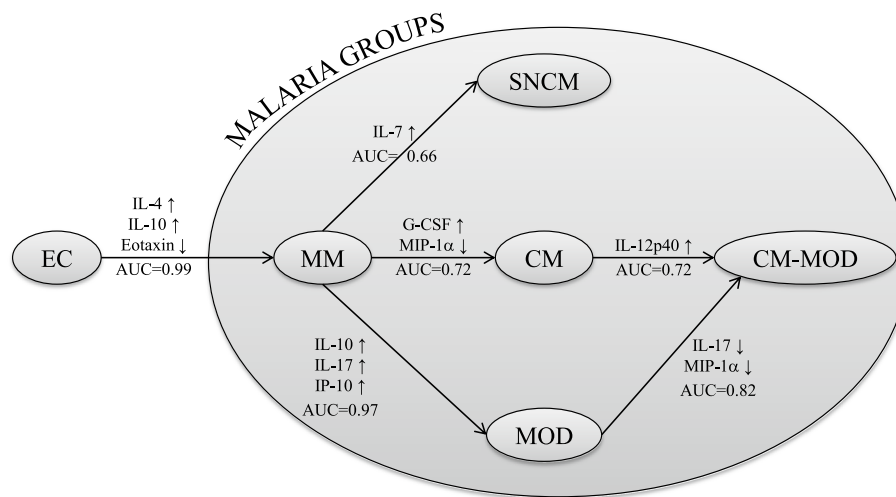 MALARIA GROUPS
SNCM
IL-7 ↑
AUC= 0.66
IL-4 ↑
IL-10 ↑
Eotaxin ↓
AUC=0.99
G-CSF ↑
MIP-1α ↓
AUC=0.72
IL-12p40 ↑
AUC=0.72
EC
MM
CM
CM-MOD
IL-10 ↑
IL-17 ↑
IP-10 ↑
AUC=0.97
IL-17 ↓
MIP-1α ↓
AUC=0.82
MOD